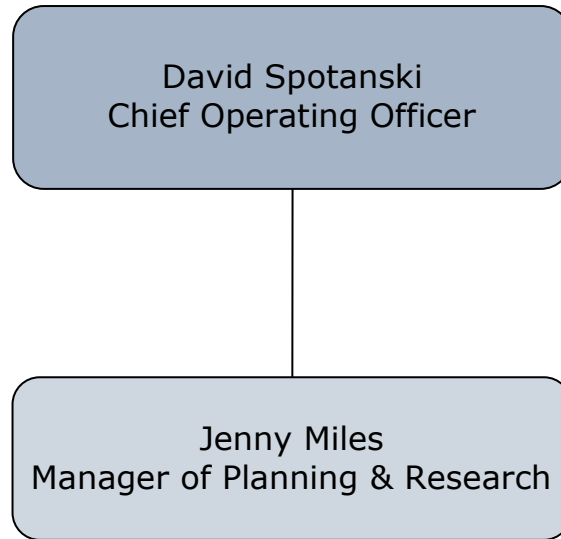 David Spotanski
Chief Operating Officer
Jenny Miles
Manager of Planning & Research